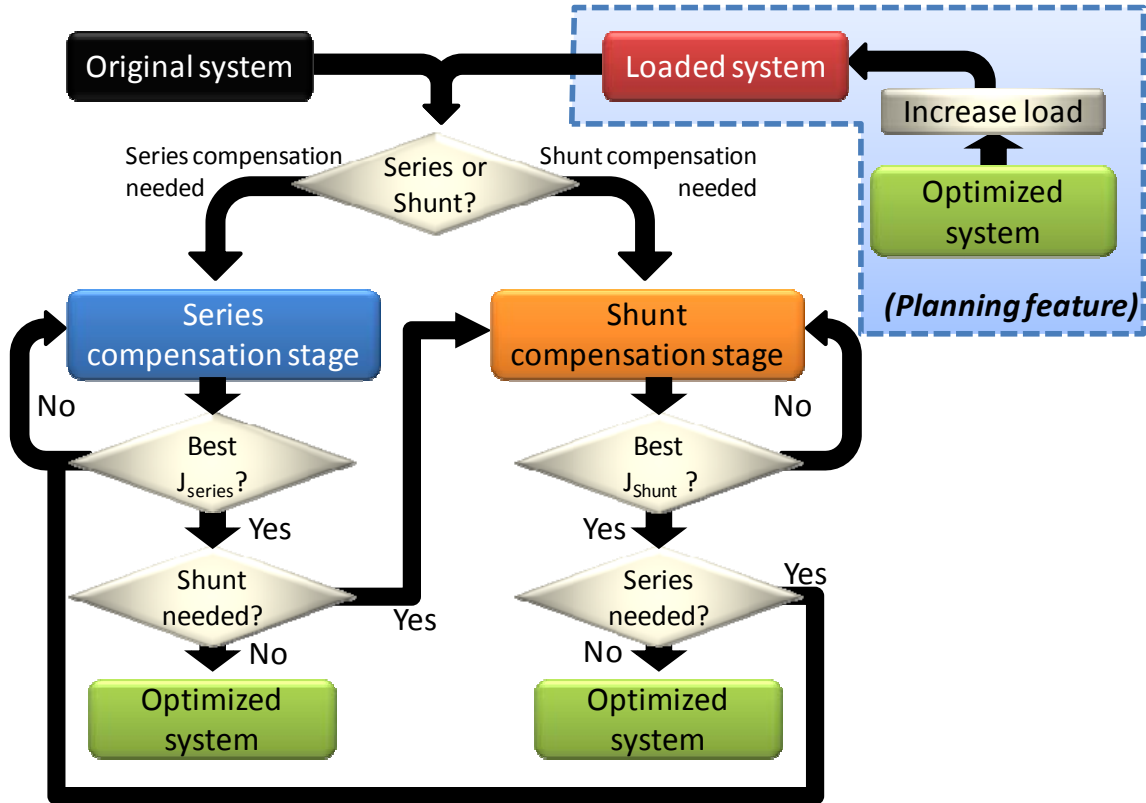 Original system
Loaded system
Increase load
Optimized
system
(Planning feature)
Series compensation
needed
Series or
Shunt?
Shunt compensation
needed
Series
compensation stage
Shunt
compensation stage
No
Best
Jseries?
Yes
Shunt
needed?
Yes
No
Optimized
system
No
Best
JShunt ?
Yes
Series
needed?
Yes
No
Optimized
system